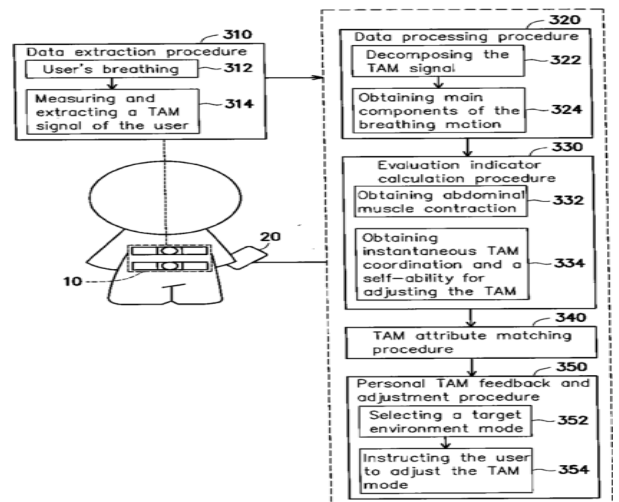 310
Data extraction procedure
User's breathing
312
Measuring and
extracting a TAM
signal of the user
314
20
10
320
Data processing procedure
Decomposing the
TAM signal
322
Obtaining main
components of the
breathing motion
324
330
Evaluation indicator
calculation procedure
Obtaining abdominal
muscle contraction
332
Obtaining
instantaneous TAM
coordination and a
self-ability for
adjusting the TAM
334
340
TAM attribute matching
procedure
350
Personal TAM feedback and
adjustment procedure
Selecting a target
environment mode
352
Instructing the user
to adjust the TAM
mode
354